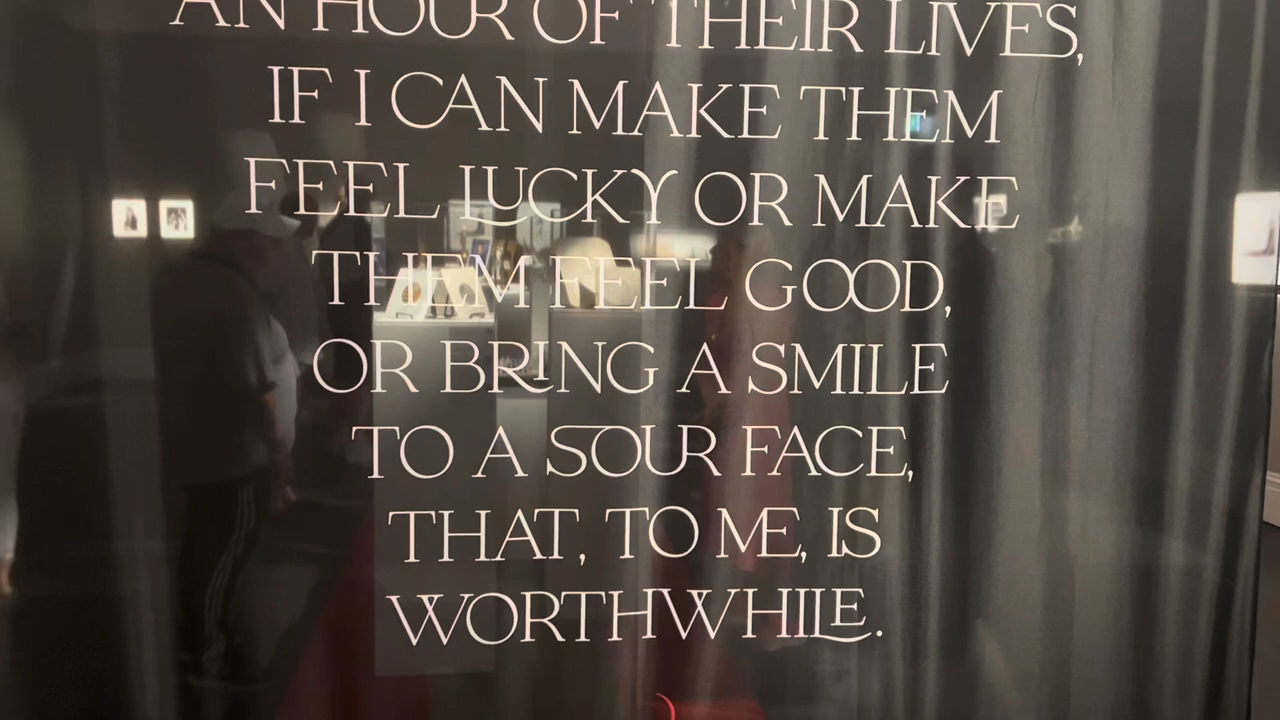 AN HOUR OF THEIR LIVES,
IF I CAN MAKE THEM
FEEL LUCKY OR MAKE
THEM FEEL GOOD,
OR BRING A SMILE
TO A SOUR FACE,
THAT, TO ME, IS
WORTHWHILE.